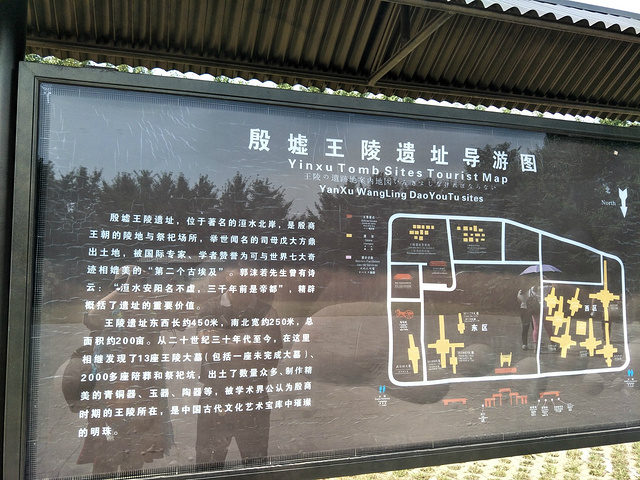 殷墟王陵遗址导游图
Yinxu Tomb Sites Tourist Map
YanXu WangLing DaoYouTu sites
北
North
殷墟王陵遗址，位于著名的洹水北岸，是殷商
王朝的陵地与祭祀场所，举世闻名的司母戊大方鼎
出土地，被国际专家、学者赞誉为可与世界七大奇
迹相媲美的“第二个古埃及”。郭沫若先生曾有诗
云：“洹水安阳名不虚，三千年前是帝都”，精辟
概括了遗址的重要价值。
王陵遗址东西长约450米，南北宽约250米，总
面积约200亩。从二十世纪三十年代至今，在这里
相继发现了13座王陵大墓（包括一座未完成大墓）、
2000多座陪葬和祭祀坑，出土了数量众多、制作精
美的青铜器、玉器、陶器等，被学术界公认为殷商
时期的王陵所在，是中国古代文化艺术宝库中璀璨
的明珠。
东区
西区